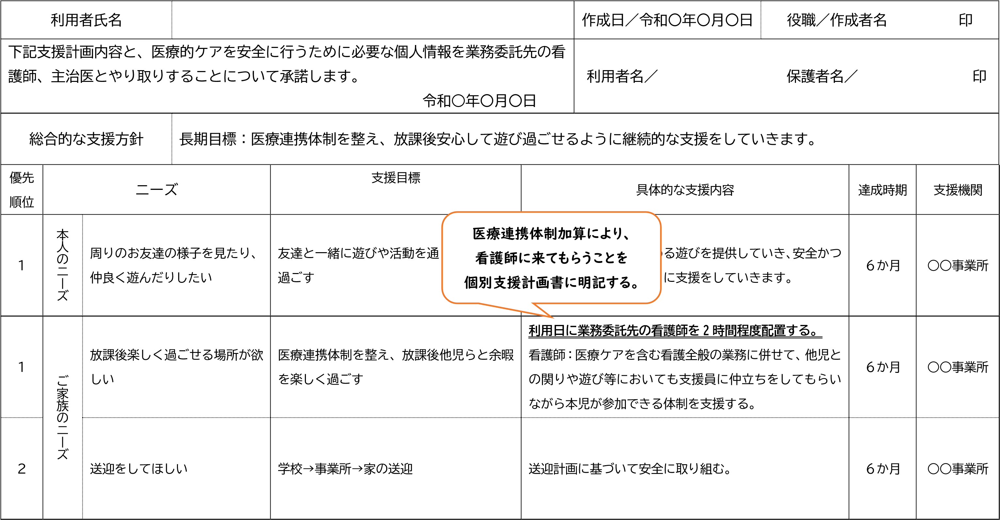 利用者氏名
作成日／令和〇年〇月〇日
役職／作成者名 印
下記支援計画内容と、医療的ケアを安全に行うために必要な個人情報を業務委託先の看
護師、主治医とやり取りすることについて承諾します。
令和〇年〇月〇日
利用者名／ 保護者名／ 印
総合的な支援方針
長期目標：医療連携体制を整え、放課後安心して遊び過ごせるように継続的な支援をしていきます。
優先
順位
ニーズ
支援目標
具体的な支援内容
達成時期
支援機関
1
本人のニーズ
周りのお友達の様子を見たり、
仲良く遊んだりしたい
友達と一緒に遊びや活動を通
過ごす
医療連携体制加算により、
看護師に来てもらうことを
個別支援計画書に明記する。
る遊びを提供していき、安全かつ
に支援をしていきます。
６か月
〇〇事業所
1
ご家族のニーズ
放課後楽しく過ごせる場所が欲
しい
医療連携体制を整え、放課後他児らと余暇
を楽しく過ごす
利用日に業務委託先の看護師を２時間程度配置する。
看護師：医療ケアを含む看護全般の業務に併せて、他児と
の関りや遊び等においても支援員に仲立ちをしてもらい
ながら本児が参加できる体制を支援する。
６か月
〇〇事業所
2
送迎をしてほしい
学校→事業所→家の送迎
送迎計画に基づいて安全に取り組む。
６か月
〇〇事業所